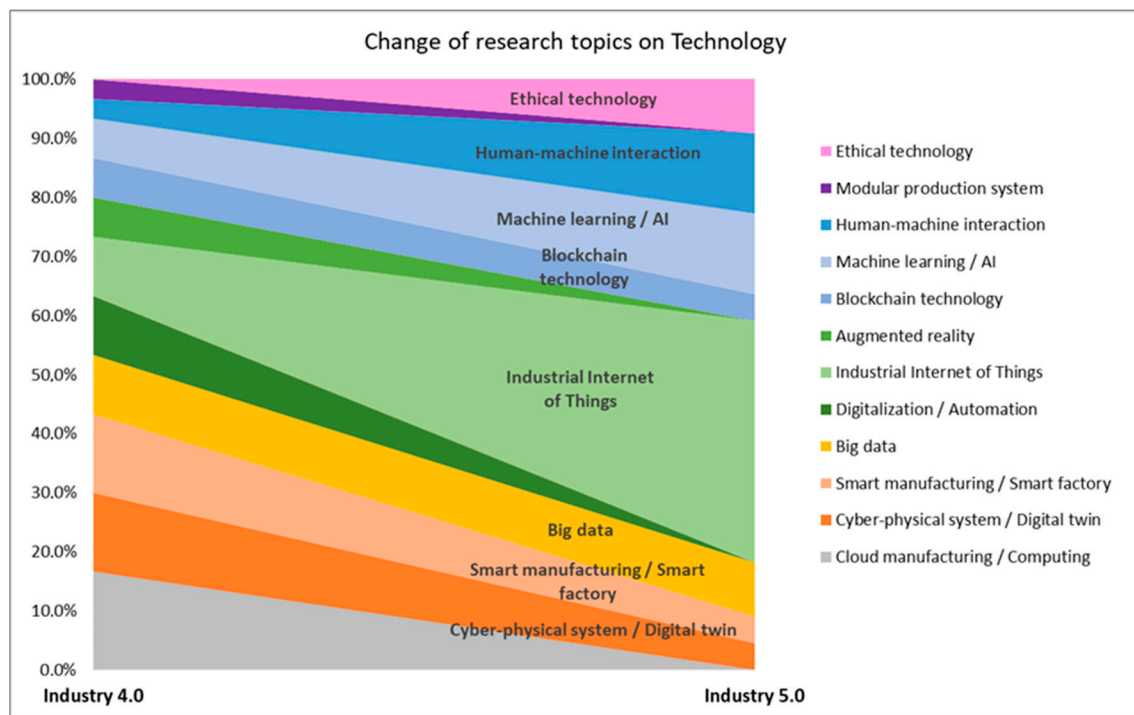 Change of research topics on Technology
100.0%
90.0%
80.0%
70.0%
60.0%
50.0%
40.0%
30.0%
20.0%
10.0%
0.0%
Ethical technology
Human-machine interaction
Machine learning / AI
Blockchain
technology
Industrial Internet
of Things
Big data
Smart manufacturing / Smart
factory
Cyber-physical system / Digital twin
Industry 4.0
Industry 5.0
Ethical technology
Modular production system
Human-machine interaction
Machine learning / AI
Blockchain technology
Augmented reality
Industrial Internet of Things
Digitalization / Automation
Big data
Smart manufacturing / Smart factory
Cyber-physical system / Digital twin
Cloud manufacturing / Computing